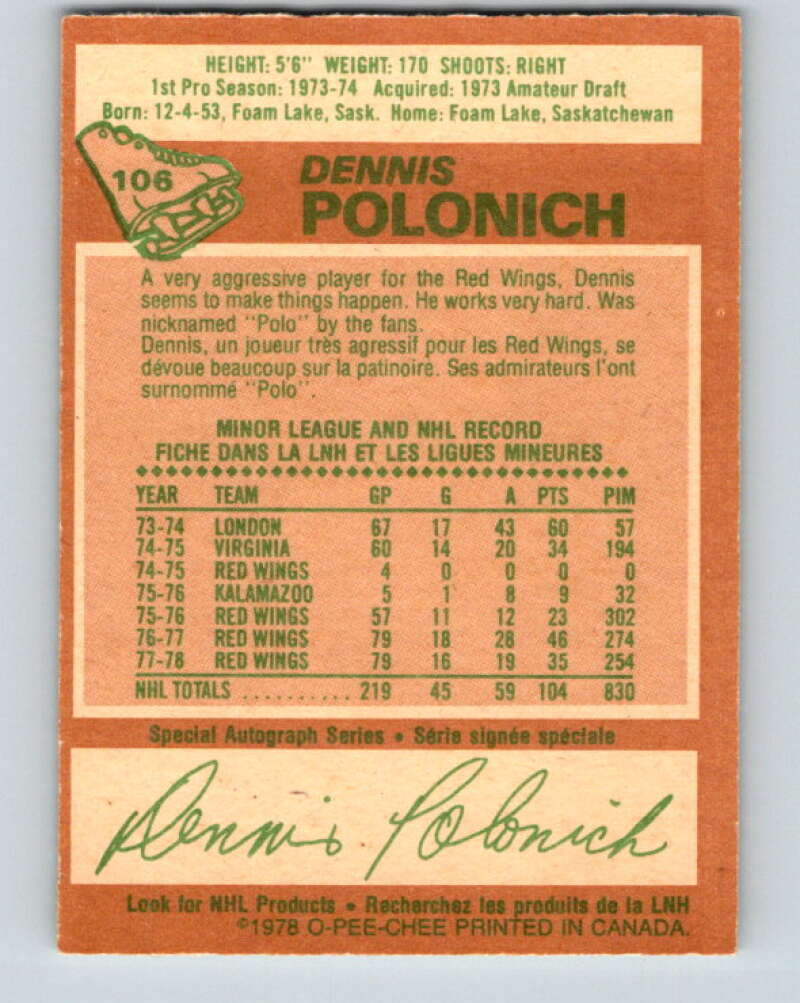 HEIGHT: 5'6" WEIGHT: 170 SHOOTS: RIGHT
1st Pro Season: 1973-74 Acquired: 1973 Amateur Draft
Born: 12-4-53, Foam Lake, Sask. Home: Foam Lake, Saskatchewan
106
DENNIS
POLONICH
A very aggressive player for the Red Wings, Dennis
seems to make things happen. He works very hard. Was
nicknamed "Polo" by the fans.
Dennis, un joueur très agressif pour les Red Wings, se
dévoue beaucoup sur la patinoire. Ses admirateurs l'ont
surnommé "Polo".
MINOR LEAGUE AND NHL RECORD
FICHE DANS LA LNH ET LES LIGUES MINEURES
YEAR TEAM GP G A PTS PIM
73-74 LONDON 67 17 43 60 57
74-75 VIRGINIA 60 14 20 34 194
74-75 RED WINGS 4 0 0 0 0
75-76 KALAMAZOO 5 1 8 9 32
75-76 RED WINGS 57 11 12 23 302
76-77 RED WINGS 79 18 28 46 274
77-78 RED WINGS 79 16 19 35 254
NHL TOTALS .......... 219 45 59 104 830
Special Autograph Series • Série signée spéciale
Dennis Polonich
Look for NHL Products • Recherchez les produits de la LNH
©1978 O-PEE-CHEE PRINTED IN CANADA.